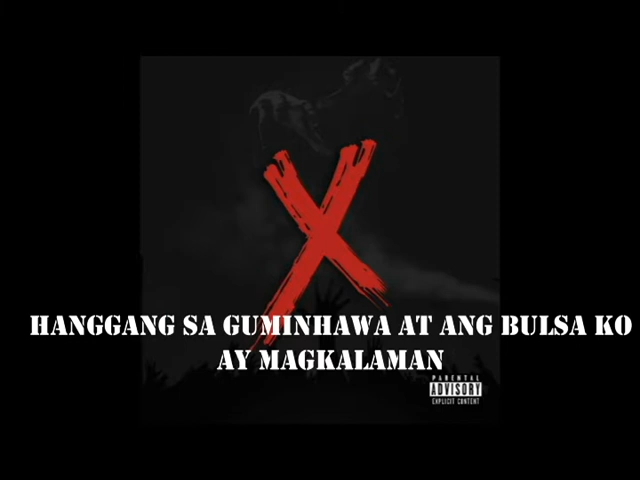 HANGGANG SA GUMINHAWA AT ANG BULSA KO
AY MAGKALAMAN
PARENTAL
ADVISORY
EXPLICIT CONTENT